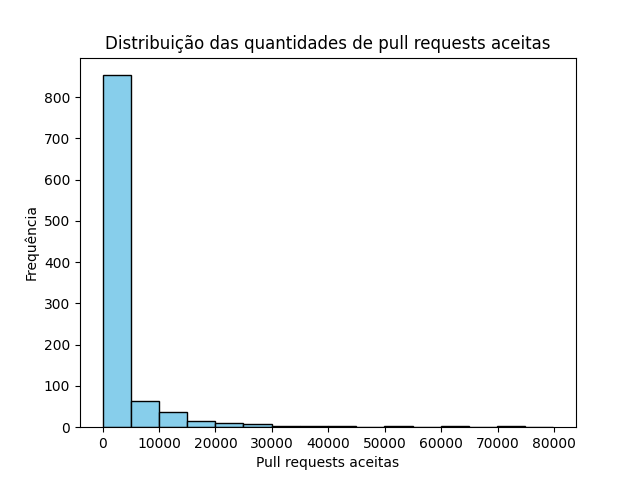 Distribuição das quantidades de pull requests aceitas
800
700
600
500
400
300
200
100
0
Frequência
0 10000 20000 30000 40000 50000 60000 70000 80000
Pull requests aceitas